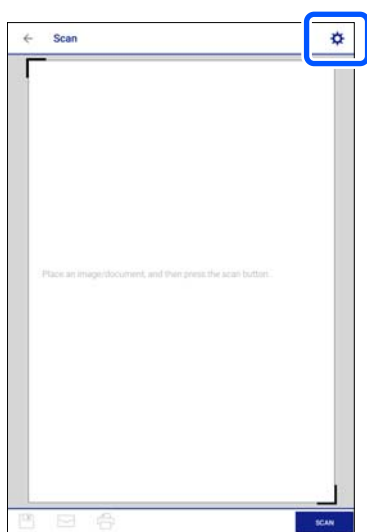 Scan
Place an image/document, and then press the scan button.
SCAN